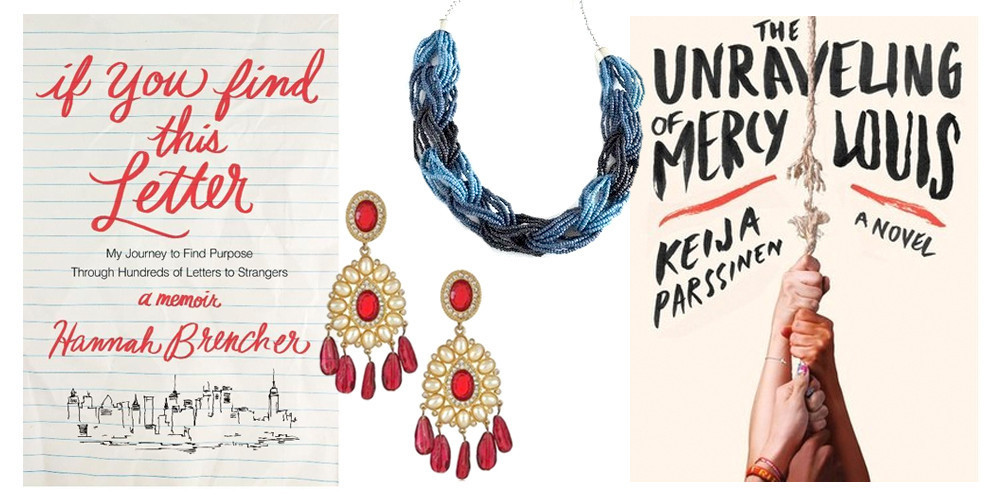 if You find
this
Letter
My Journey to Find Purpose
Through Hundreds of Letters to Strangers
a memoir
Hannah Brencher
THE
UNRAVELING
OF MERCY LOUIS
KEIJA
PARSSINEN
A NOVEL